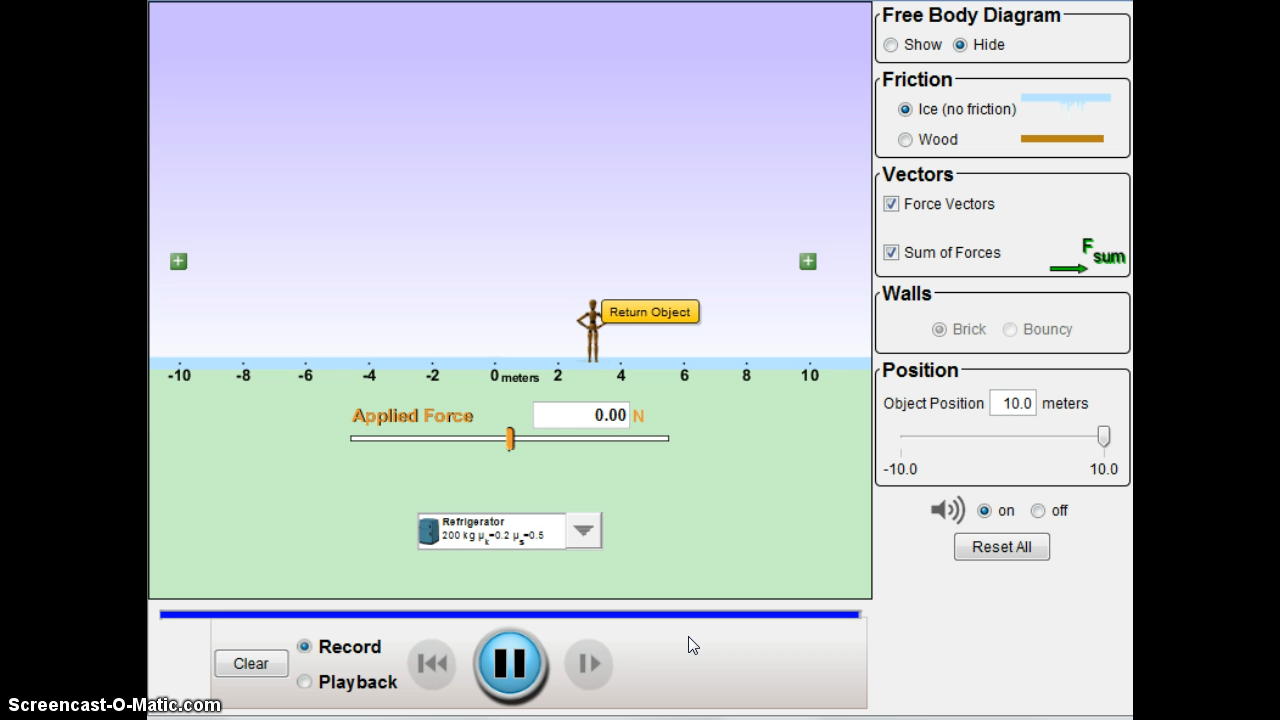 Free Body Diagram
Show Hide
Friction
Ice (no friction)
Wood
Vectors
Force Vectors
Sum of Forces
F sum
Walls
Brick Bouncy
Position
Object Position 10.0 meters
-10.0 10.0
on off
Reset All
Return Object
-10 -8 -6 -4 -2 0 meters 2 4 6 8 10
Applied Force 0.00 N
Refrigerator
200 kg μk=0.2 μs=0.5
Clear
Record
Playback
Screencast-O-Matic.com